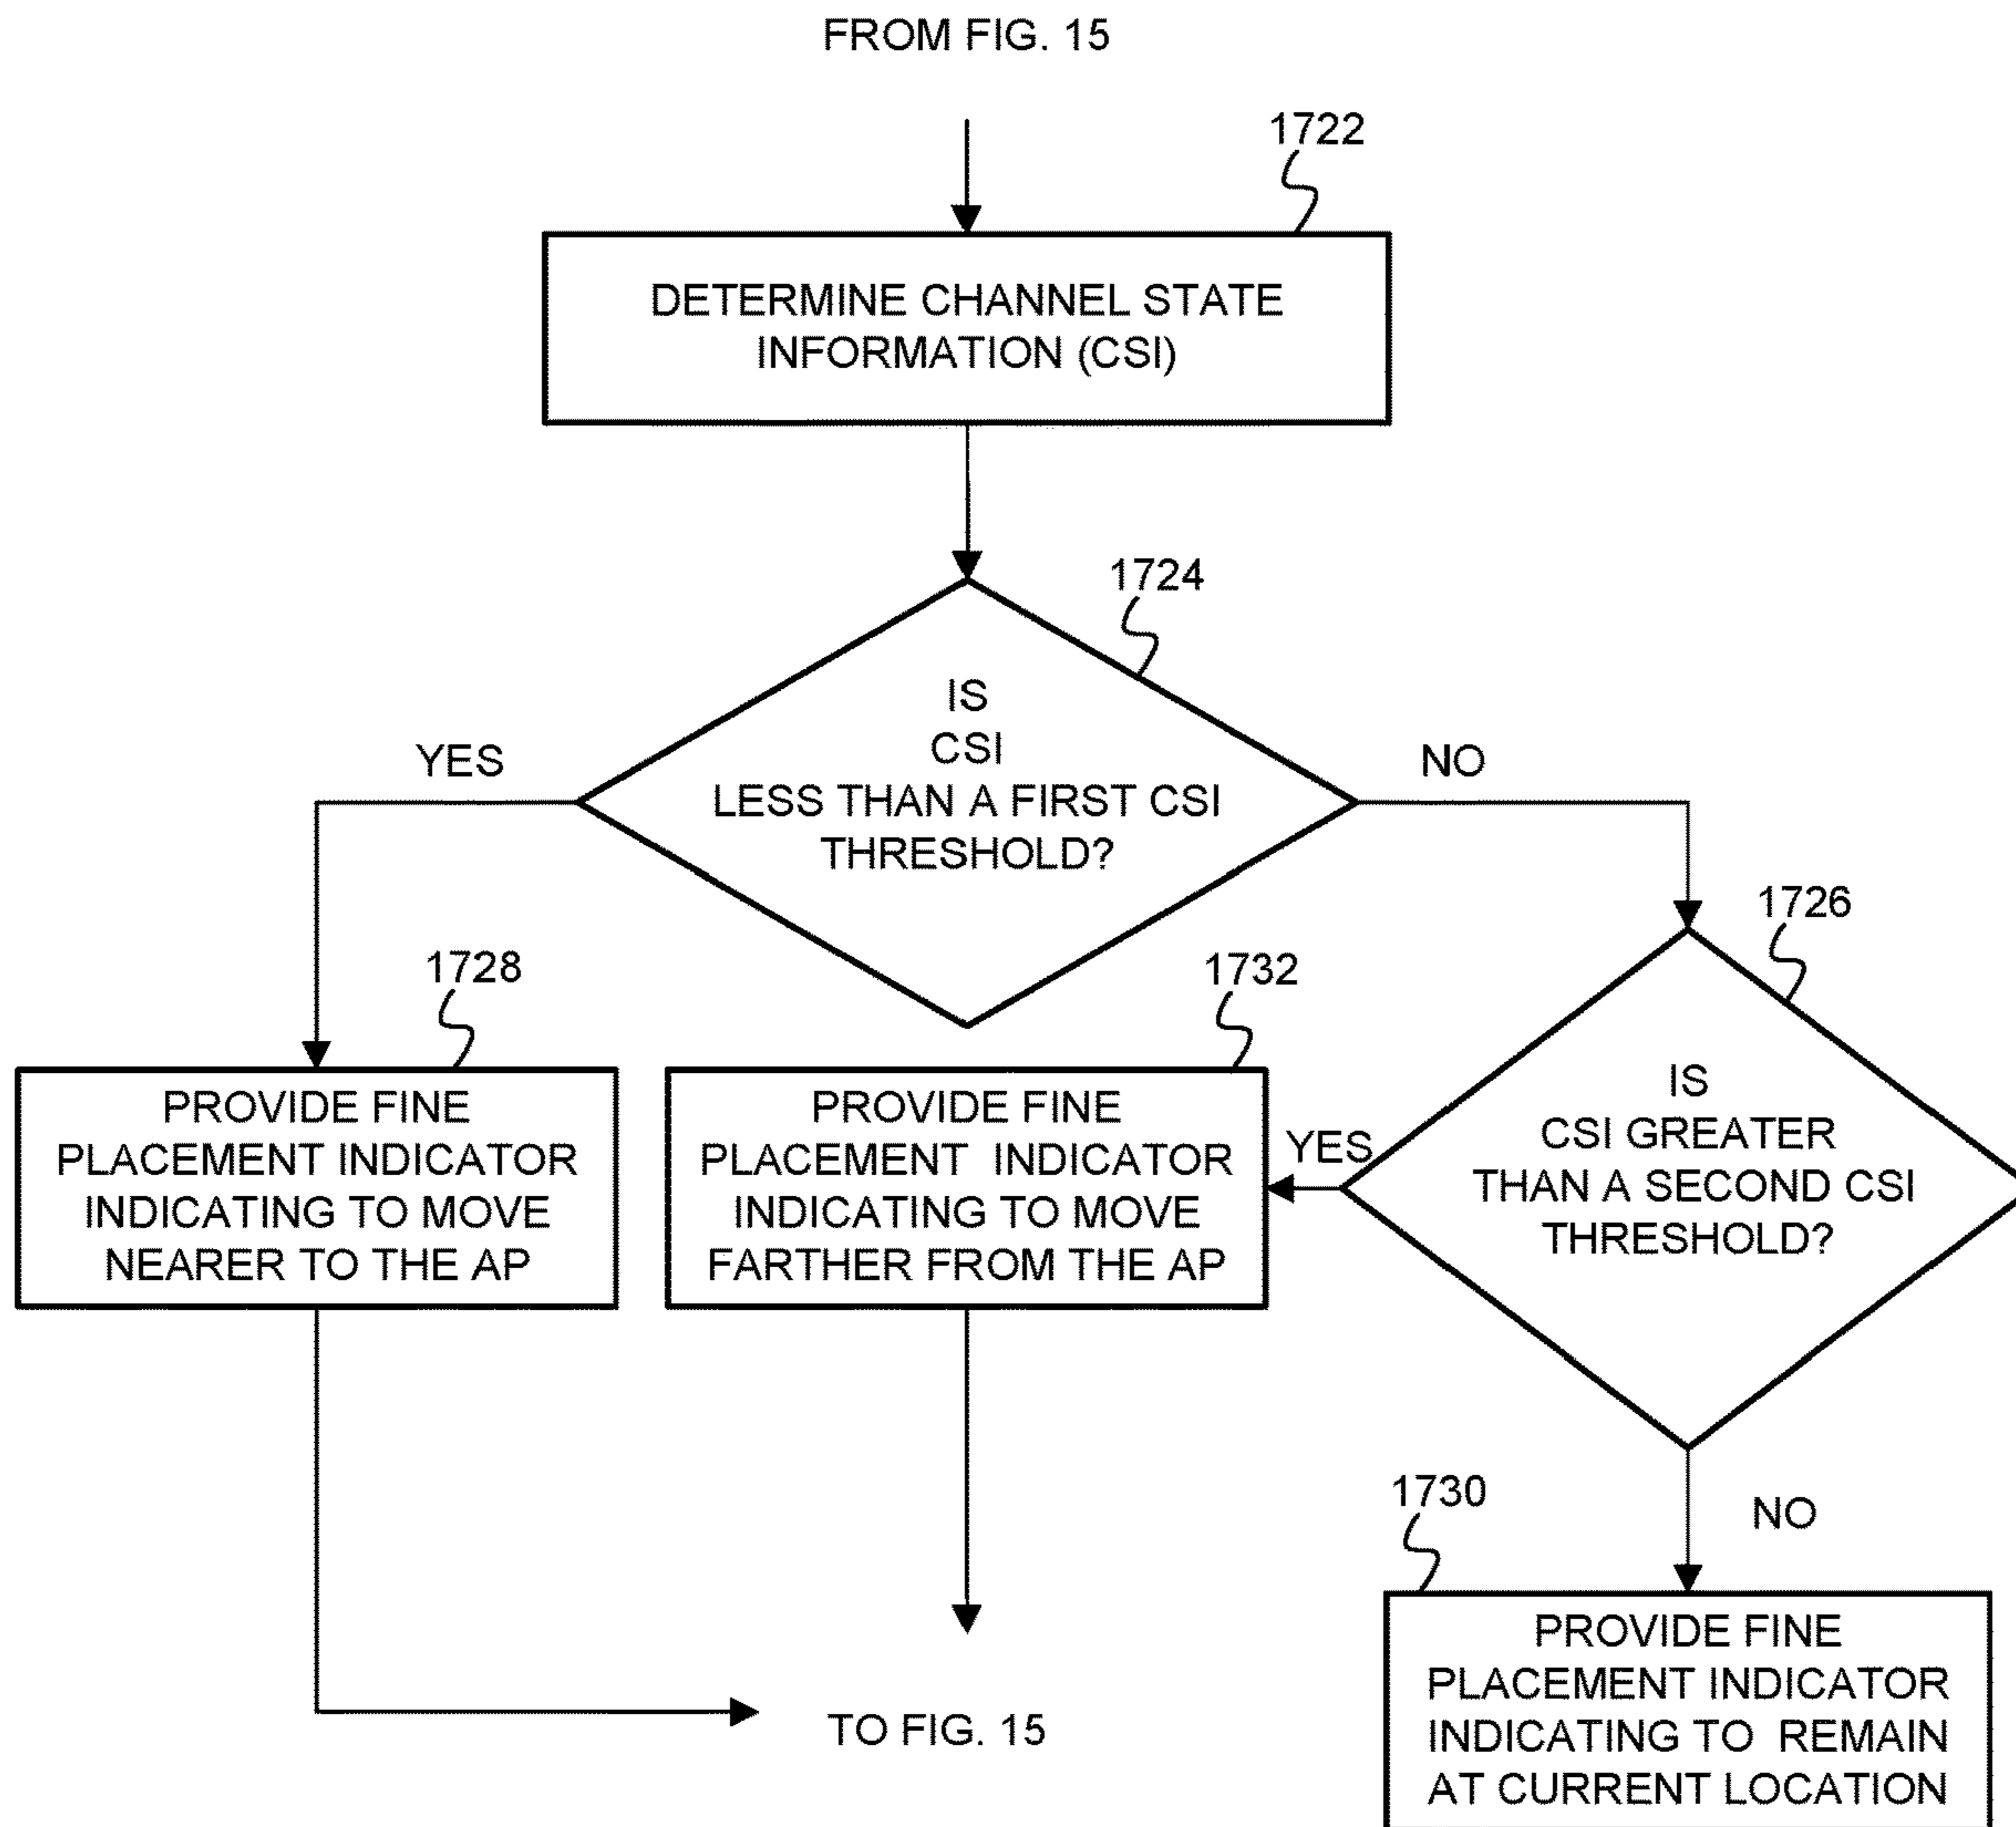 FROM FIG. 15
1722
DETERMINE CHANNEL STATE
INFORMATION (CSI)
1724
IS
CSI
LESS THAN A FIRST CSI
THRESHOLD?
YES
NO
1726
IS
CSI GREATER
THAN A SECOND CSI
THRESHOLD?
YES
NO
1728
PROVIDE FINE
PLACEMENT INDICATOR
INDICATING TO MOVE
NEARER TO THE AP
1732
PROVIDE FINE
PLACEMENT INDICATOR
INDICATING TO MOVE
FARTHER FROM THE AP
1730
PROVIDE FINE
PLACEMENT INDICATOR
INDICATING TO REMAIN
AT CURRENT LOCATION
TO FIG. 15